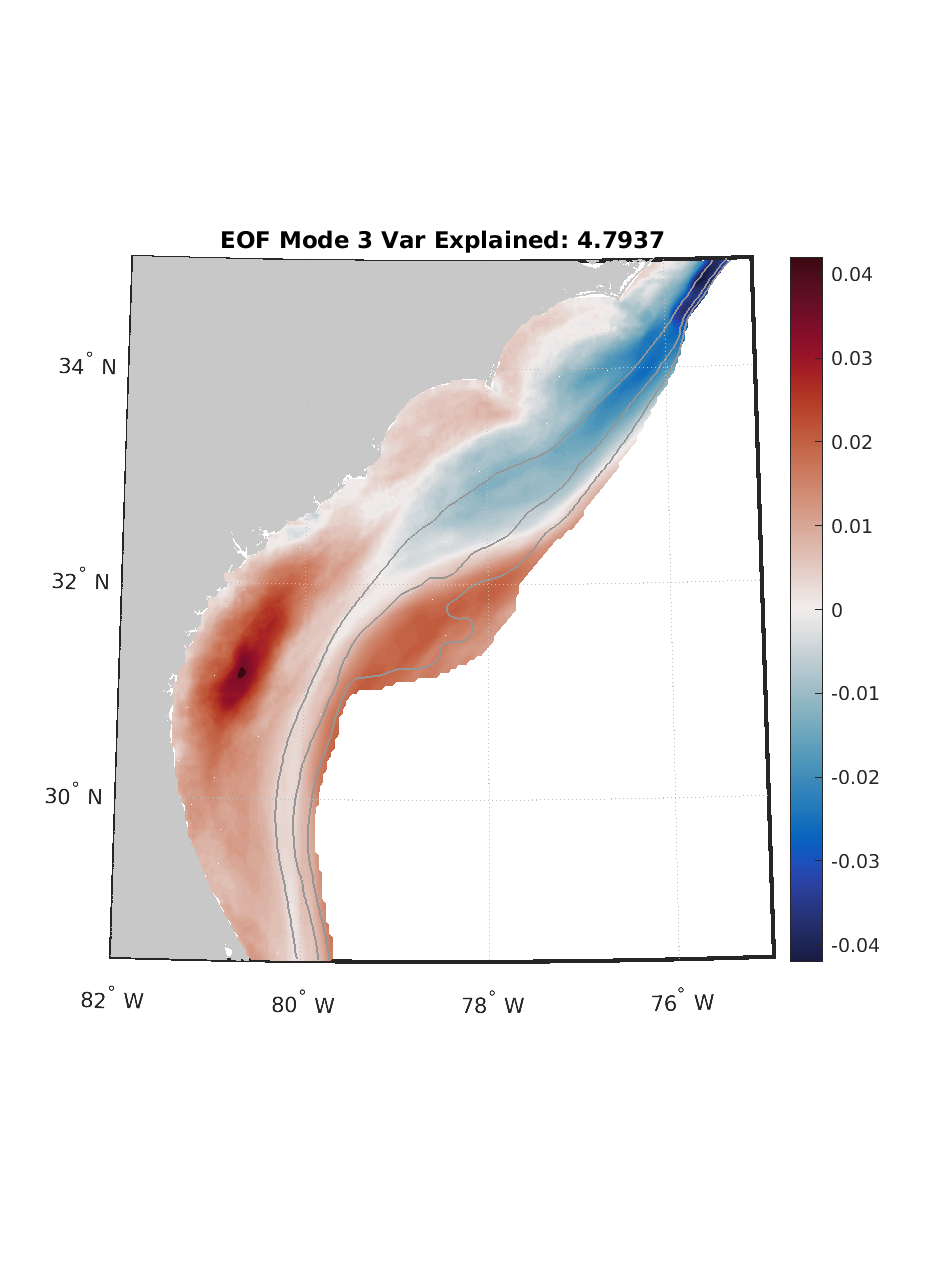 EOF Mode 3 Var Explained: 4.7937
34° N
32° N
30° N
82° W
80° W
78° W
76° W
0.04
0.03
0.02
0.01
0
-0.01
-0.02
-0.03
-0.04